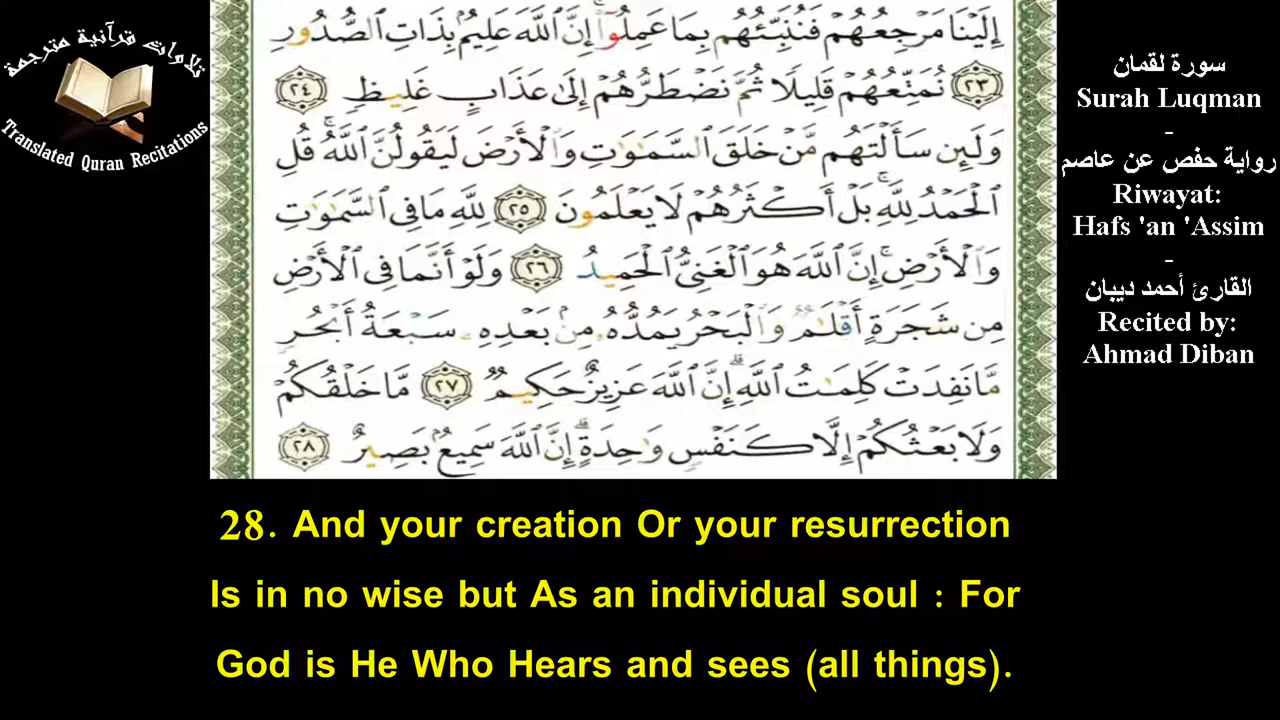 تلاوات قرآنية مترجمة
Translated Quran Recitations
إِلَيْنَا مَرْجِعُهُمْ فَنُنَبِّئُهُم بِمَا عَمِلُوٓا۟ ۚ إِنَّ ٱللَّهَ عَلِيمٌۢ بِذَاتِ ٱلصُّدُورِ
٢٣ نُمَتِّعُهُمْ قَلِيلًا ثُمَّ نَضْطَرُّهُمْ إِلَىٰ عَذَابٍ غَلِيظٍ ٢٤
وَلَئِن سَأَلْتَهُم مَّنْ خَلَقَ ٱلسَّمَٰوَٰتِ وَٱلْأَرْضَ لَيَقُولُنَّ ٱللَّهُ ۚ قُلِ
ٱلْحَمْدُ لِلَّهِ ۚ بَلْ أَكْثَرُهُمْ لَا يَعْلَمُونَ ٢٥ لِلَّهِ مَا فِى ٱلسَّمَٰوَٰتِ
وَٱلْأَرْضِ ۚ إِنَّ ٱللَّهَ هُوَ ٱلْغَنِىُّ ٱلْحَمِيدُ ٢٦ وَلَوْ أَنَّمَا فِى ٱلْأَرْضِ
مِن شَجَرَةٍ أَقْلَٰمٌ وَٱلْبَحْرُ يَمُدُّهُۥ مِنۢ بَعْدِهِۦ سَبْعَةُ أَبْحُرٍ
مَّا نَفِدَتْ كَلِمَٰتُ ٱللَّهِ ۗ إِنَّ ٱللَّهَ عَزِيزٌ حَكِيمٌ ٢٧ مَّا خَلْقُكُمْ
وَلَا بَعْثُكُمْ إِلَّا كَنَفْسٍ وَٰحِدَةٍ ۗ إِنَّ ٱللَّهَ سَمِيعٌۢ بَصِيرٌ ٢٨
سورة لقمان
Surah Luqman
-
رواية حفص عن عاصم
Riwayat:
Hafs 'an 'Assim
-
القارئ أحمد ديبان
Recited by:
Ahmad Diban
28. And your creation Or your resurrection
Is in no wise but As an individual soul : For
God is He Who Hears and sees (all things).